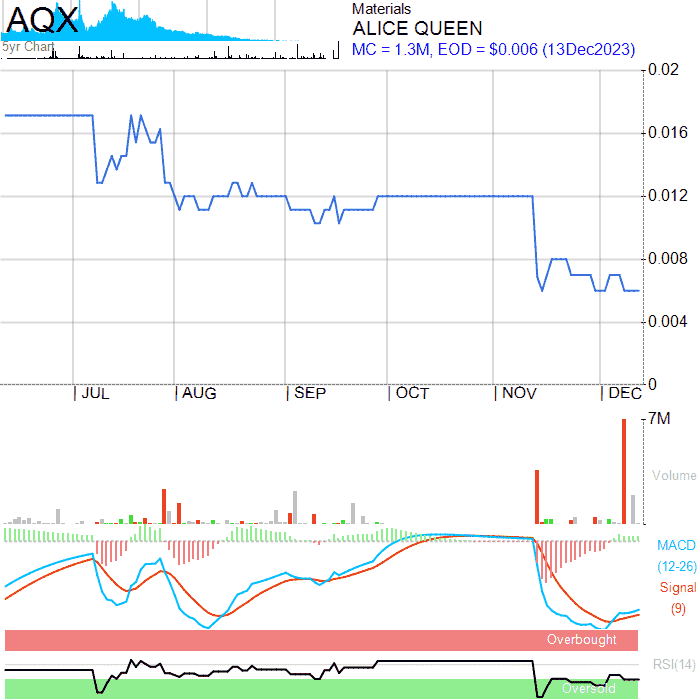 AQX
5yr Chart
Materials
ALICE QUEEN
MC = 1.3M, EOD = $0.006 (13Dec2023)
0.02
0.016
0.012
0.008
0.004
0
| JUL | AUG | SEP | OCT | NOV | DEC
7M
Volume
MACD
(12-26)
Signal
(9)
Overbought
RSI(14)
Oversold